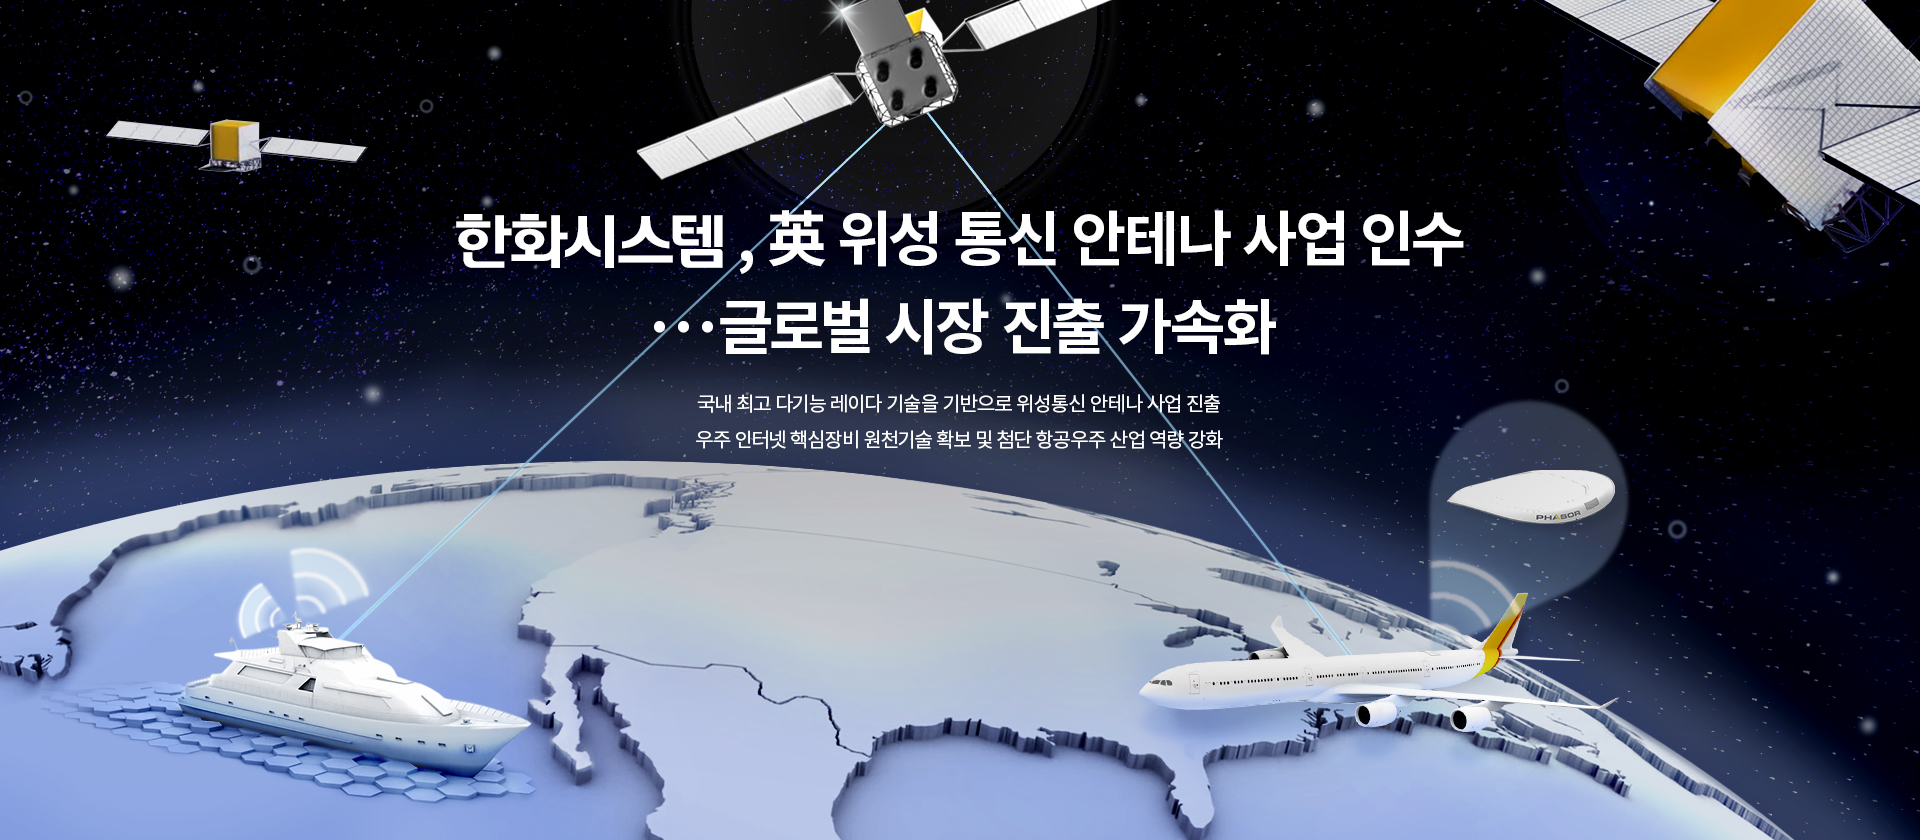 한화시스템, 英 위성 통신 안테나 사업 인수
···글로벌 시장 진출 가속화
국내 최고 다기능 레이다 기술을 기반으로 위성통신 안테나 사업 진출
우주 인터넷 핵심장비 원천기술 확보 및 첨단 항공우주 산업 역량 강화
PHASOR